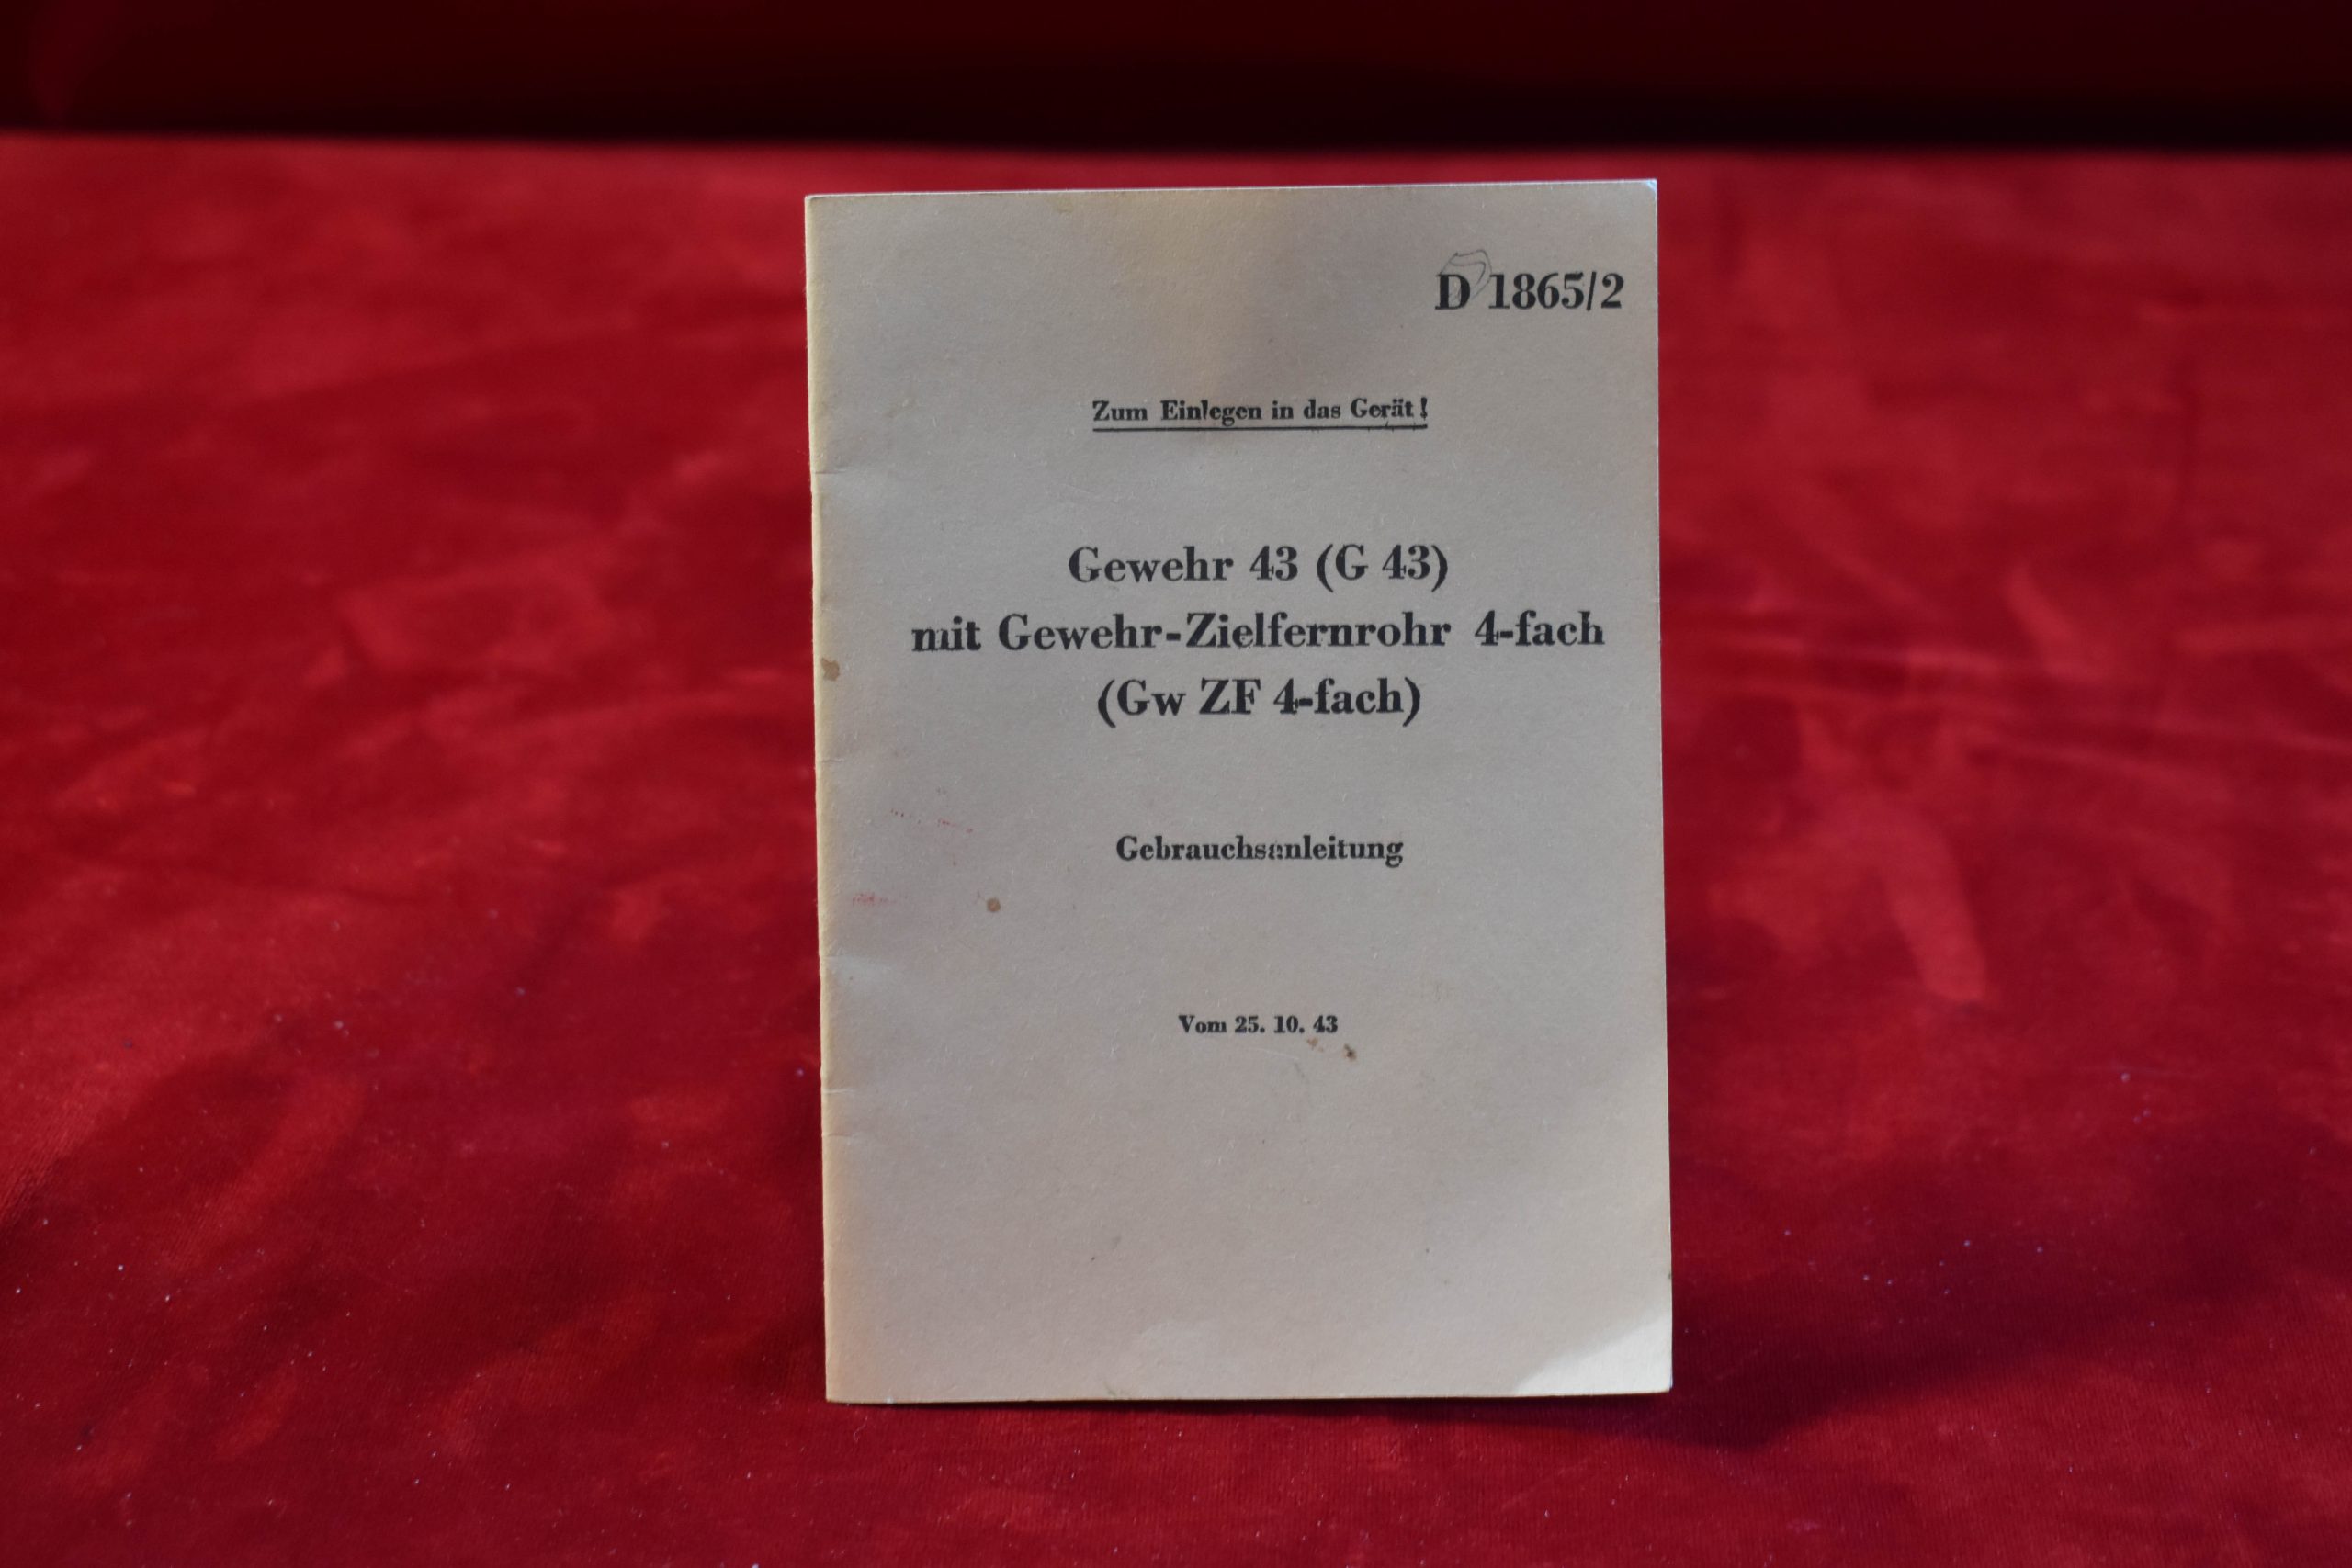 D 1865/2
Zum Einlegen in das Gerät!
Gewehr 43 (G 43)
mit Gewehr-Zielfernrohr 4-fach
(Gw ZF 4-fach)
Gebrauchsanleitung
Vom 25. 10. 43